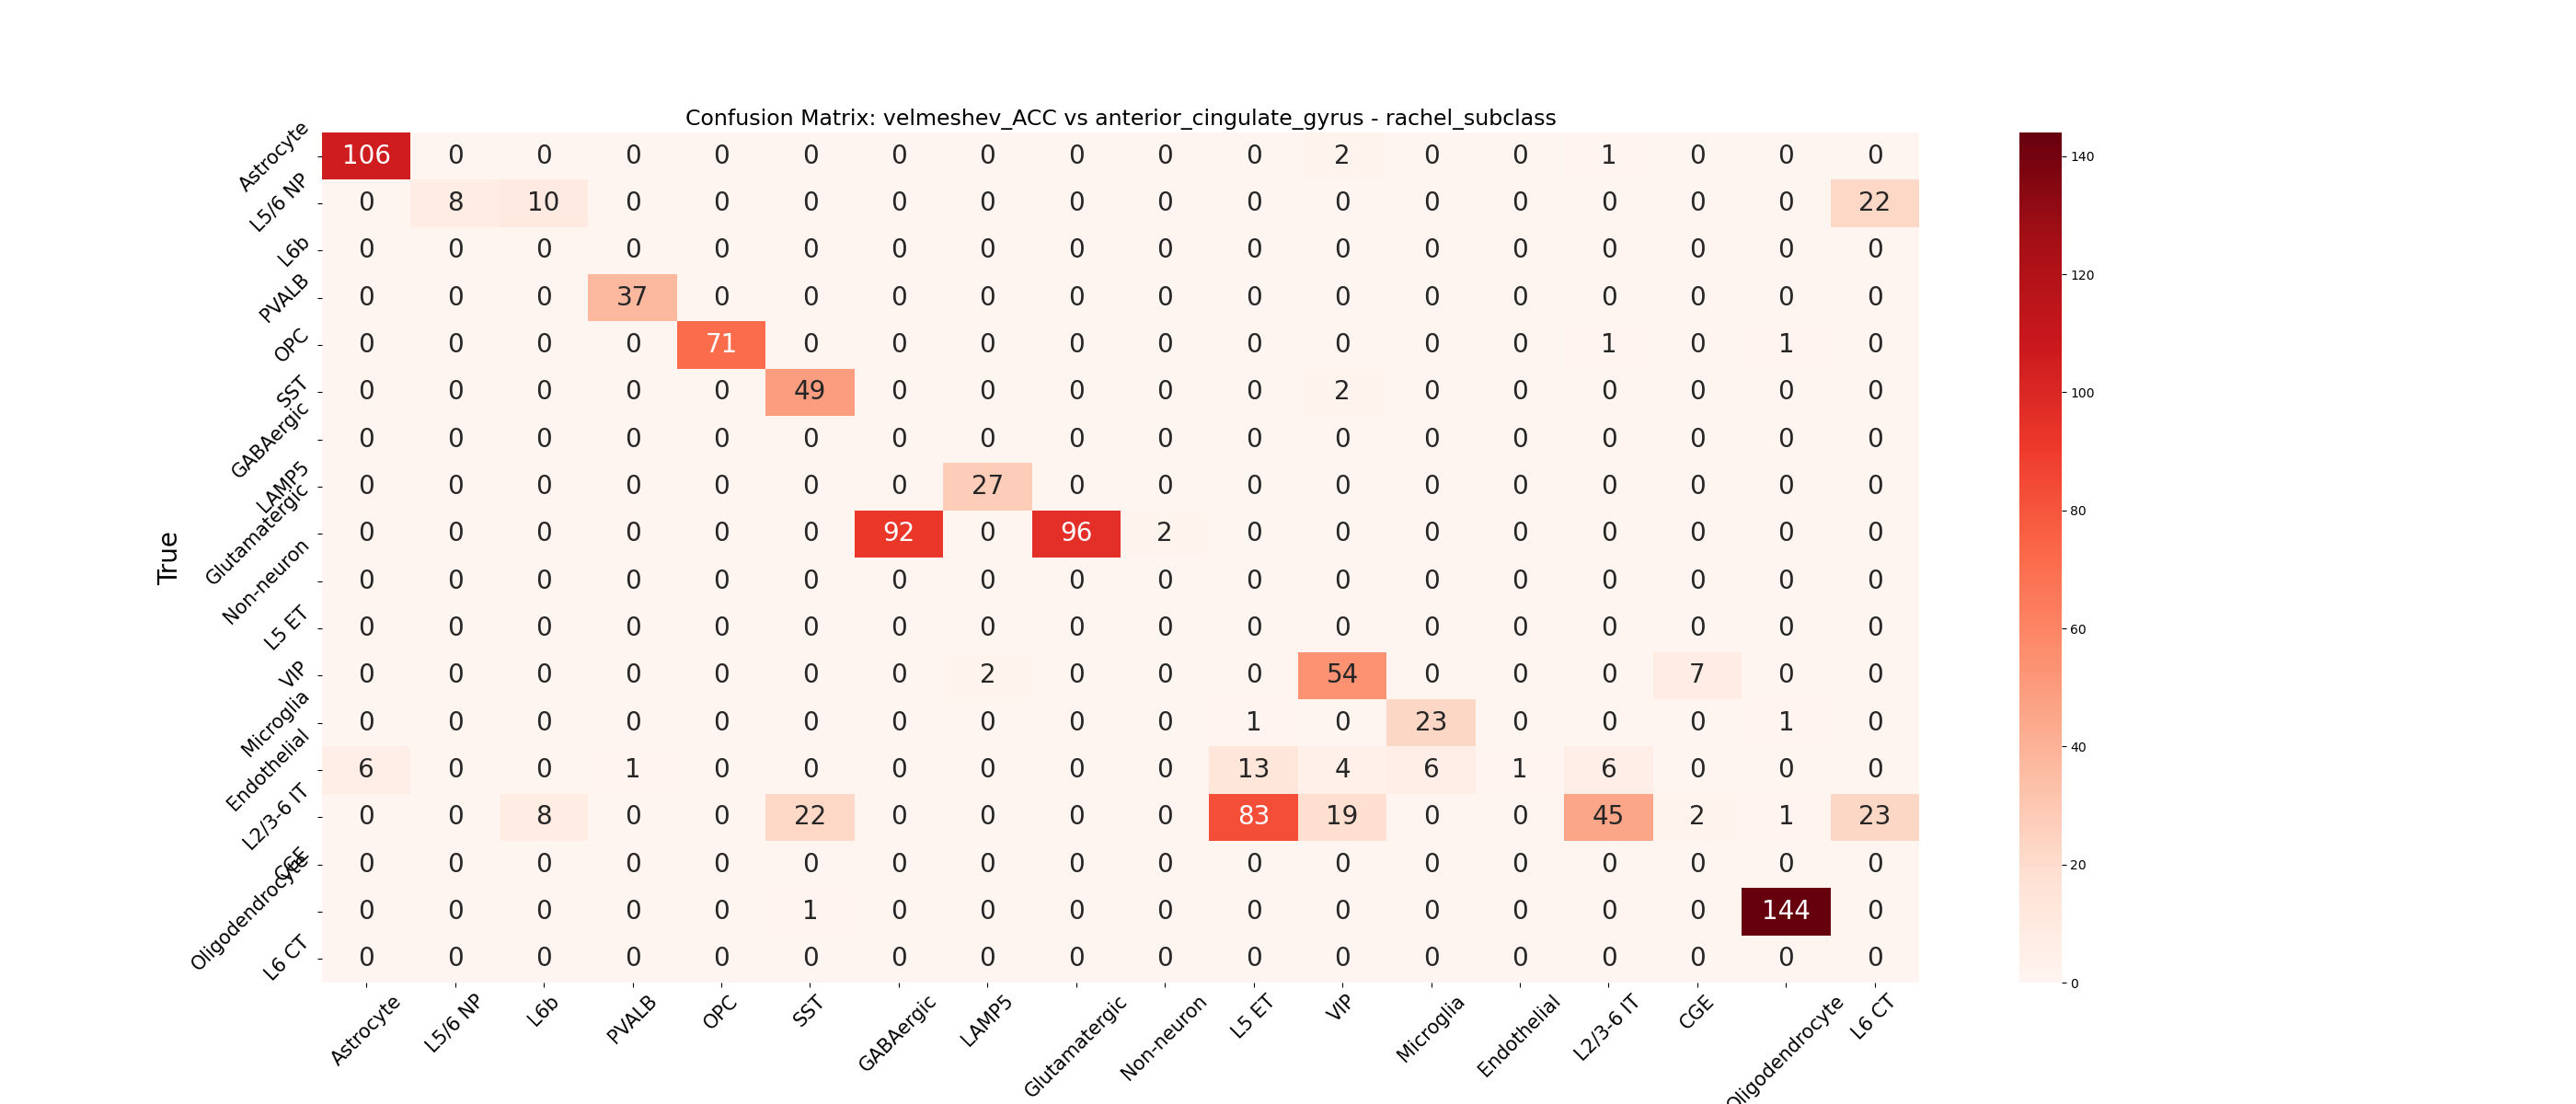 Confusion Matrix: velmeshev_ACC vs anterior_cingulate_gyrus - rachel_subclass
True
Astrocyte 106 0 0 0 0 0 0 0 0 0 0 2 0 0 1 0 0 0
L5/6 NP 0 8 10 0 0 0 0 0 0 0 0 0 0 0 0 0 0 22
L6b 0 0 0 0 0 0 0 0 0 0 0 0 0 0 0 0 0 0
PVALB 0 0 0 37 0 0 0 0 0 0 0 0 0 0 0 0 0 0
OPC 0 0 0 0 71 0 0 0 0 0 0 0 0 0 1 0 1 0
SST 0 0 0 0 0 49 0 0 0 0 0 2 0 0 0 0 0 0
GABAergic 0 0 0 0 0 0 0 0 0 0 0 0 0 0 0 0 0 0
LAMP5 0 0 0 0 0 0 0 27 0 0 0 0 0 0 0 0 0 0
Glutamatergic 0 0 0 0 0 0 92 0 96 2 0 0 0 0 0 0 0 0
Non-neuron 0 0 0 0 0 0 0 0 0 0 0 0 0 0 0 0 0 0
L5 ET 0 0 0 0 0 0 0 0 0 0 0 0 0 0 0 0 0 0
VIP 0 0 0 0 0 0 0 2 0 0 0 54 0 0 0 7 0 0
Microglia 0 0 0 0 0 0 0 0 0 0 1 0 23 0 0 0 1 0
Endothelial 6 0 0 1 0 0 0 0 0 0 13 4 6 1 6 0 0 0
L2/3-6 IT 0 0 8 0 0 22 0 0 0 0 83 19 0 0 45 2 1 23
CGE 0 0 0 0 0 0 0 0 0 0 0 0 0 0 0 0 0 0
Oligodendrocyte 0 0 0 0 0 1 0 0 0 0 0 0 0 0 0 0 144 0
L6 CT 0 0 0 0 0 0 0 0 0 0 0 0 0 0 0 0 0 0
Astrocyte L5/6 NP L6b PVALB OPC SST GABAergic LAMP5 Glutamatergic Non-neuron L5 ET VIP Microglia Endothelial L2/3-6 IT CGE Oligodendrocyte L6 CT
140
120
100
80
60
40
20
0